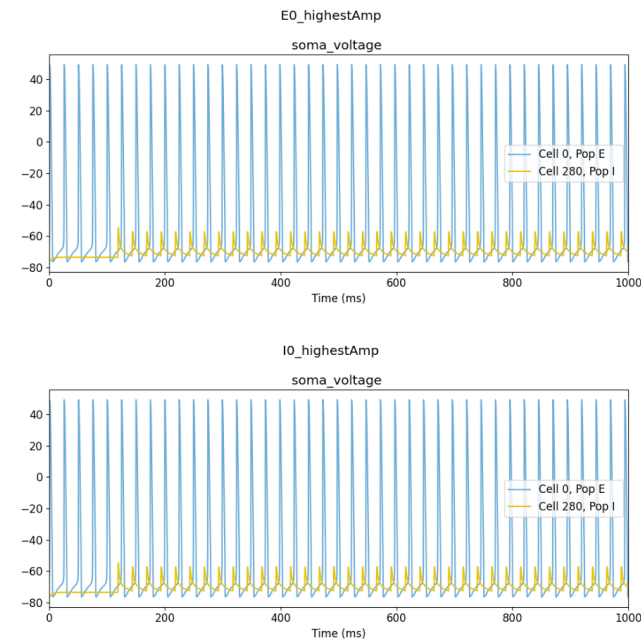 E0_highestAmp
soma_voltage
40
20
0
−20
−40
−60
−80
Cell 0, Pop E
Cell 280, Pop I
0 200 400 600 800 1000
Time (ms)
I0_highestAmp
soma_voltage
40
20
0
−20
−40
−60
−80
Cell 0, Pop E
Cell 280, Pop I
0 200 400 600 800 1000
Time (ms)